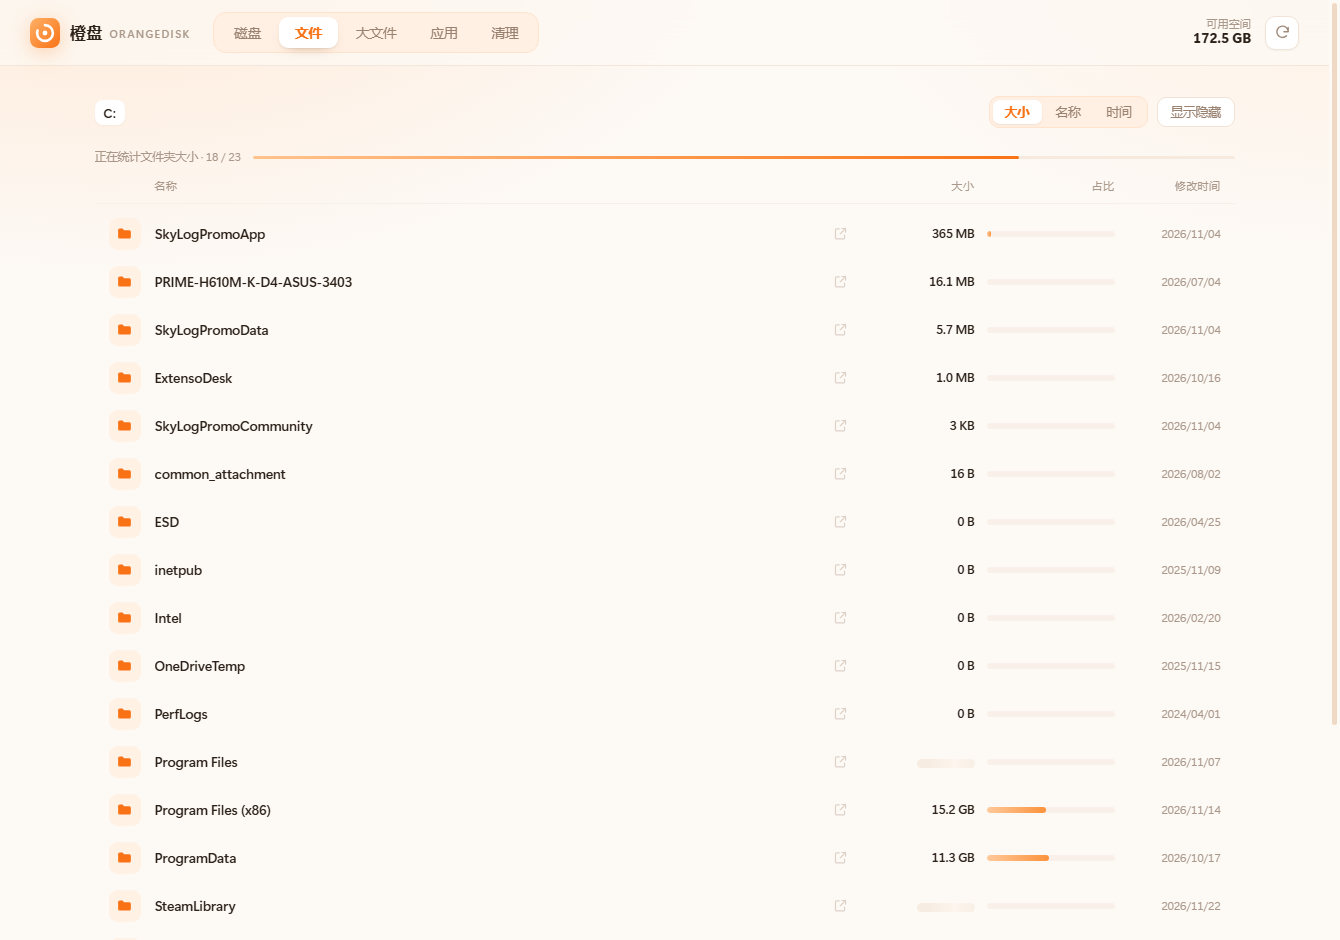 橙盘 ORANGEDISK 磁盘 文件 大文件 应用 清理 可用空间
172.5 GB
C: 大小 名称 时间 显示隐藏
正在统计文件夹大小 · 18 / 23
名称 大小 占比 修改时间
SkyLogPromoApp 365 MB 2026/11/04
PRIME-H610M-K-D4-ASUS-3403 16.1 MB 2026/07/04
SkyLogPromoData 5.7 MB 2026/11/04
ExtensoDesk 1.0 MB 2026/10/16
SkyLogPromoCommunity 3 KB 2026/11/04
common_attachment 16 B 2026/08/02
ESD 0 B 2026/04/25
inetpub 0 B 2025/11/09
Intel 0 B 2026/02/20
OneDriveTemp 0 B 2025/11/15
PerfLogs 0 B 2024/04/01
Program Files 2026/11/07
Program Files (x86) 15.2 GB 2026/11/14
ProgramData 11.3 GB 2026/10/17
SteamLibrary 2026/11/22